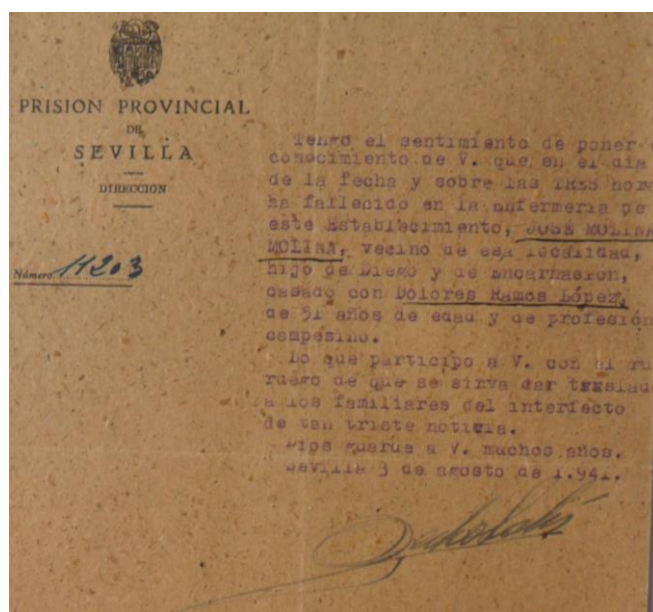 PRISION PROVINCIAL
DE
SEVILLA
DIRECCION
Número 11203
Tengo el sentimiento de poner
conocimiento de V. que en el dia
de la fecha y sobre las TRES hora
ha fallecido en la enfermeria de
este Establecimiento, JOSE MOLINA
MOLINA, vecino de esa localidad,
hijo de Diego y de Encarnasion,
casado con Dolores Ramos López,
de 51 años de edad y de profesión
campesino.
Lo que participo a V. con el ru
ruego de que se sirva dar traslad
a los familiares del interfecto
de tan triste noticia.
Dios guarde a V. muchos años.
Sevilla 3 de agosto de 1.941.